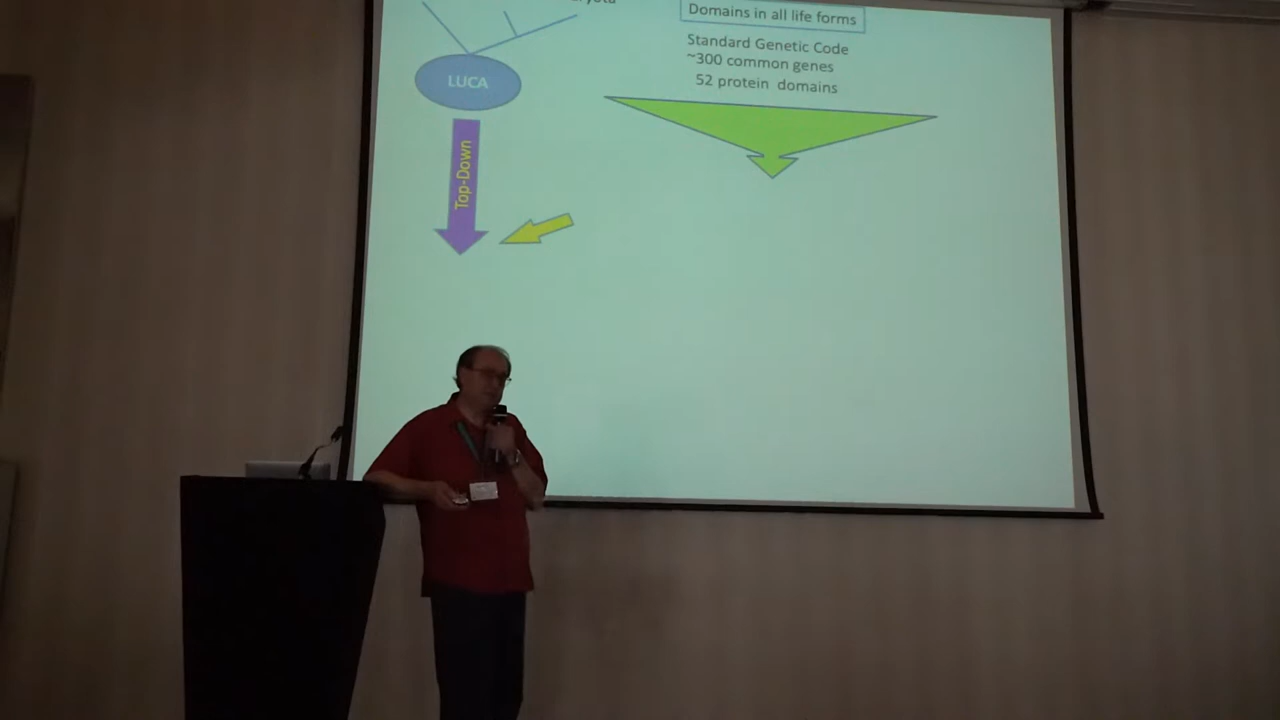 Domains in all life forms
Standard Genetic Code
~300 common genes
52 protein domains
LUCA
Top-Down